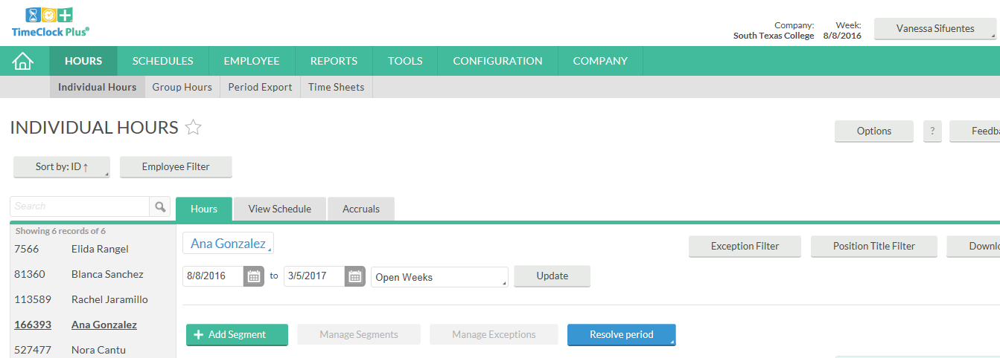 TimeClock Plus®
Company: Week:
South Texas College 8/8/2016
Vanessa Sifuentes
HOURS SCHEDULES EMPLOYEE REPORTS TOOLS CONFIGURATION COMPANY
Individual Hours Group Hours Period Export Time Sheets
INDIVIDUAL HOURS
Options ? Feedba
Sort by: ID ↑ Employee Filter
Search
Hours View Schedule Accruals
Showing 6 records of 6
7566 Elida Rangel
81360 Blanca Sanchez
113589 Rachel Jaramillo
166393 Ana Gonzalez
527477 Nora Cantu
Ana Gonzalez
Exception Filter Position Title Filter Downlo
8/8/2016 to 3/5/2017 Open Weeks Update
+ Add Segment Manage Segments Manage Exceptions Resolve period